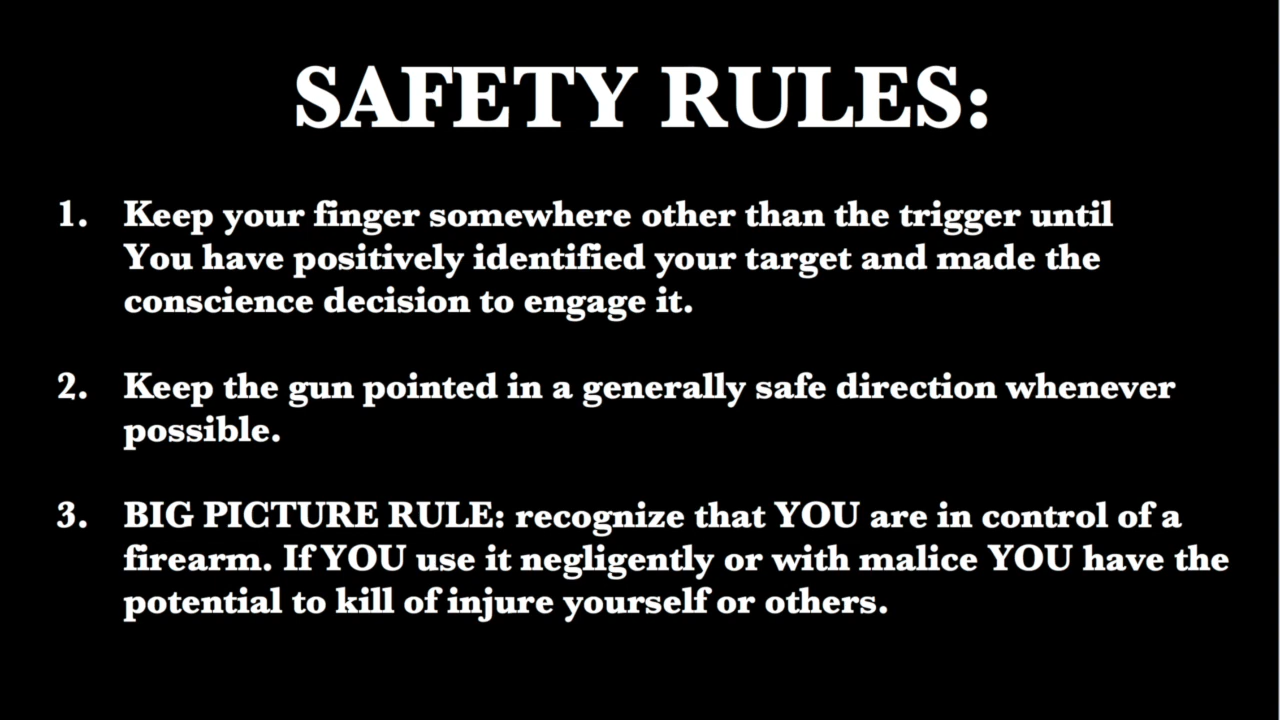 SAFETY RULES:
1. Keep your finger somewhere other than the trigger until
You have positively identified your target and made the
conscience decision to engage it.
2. Keep the gun pointed in a generally safe direction whenever
possible.
3. BIG PICTURE RULE: recognize that YOU are in control of a
firearm. If YOU use it negligently or with malice YOU have the
potential to kill of injure yourself or others.